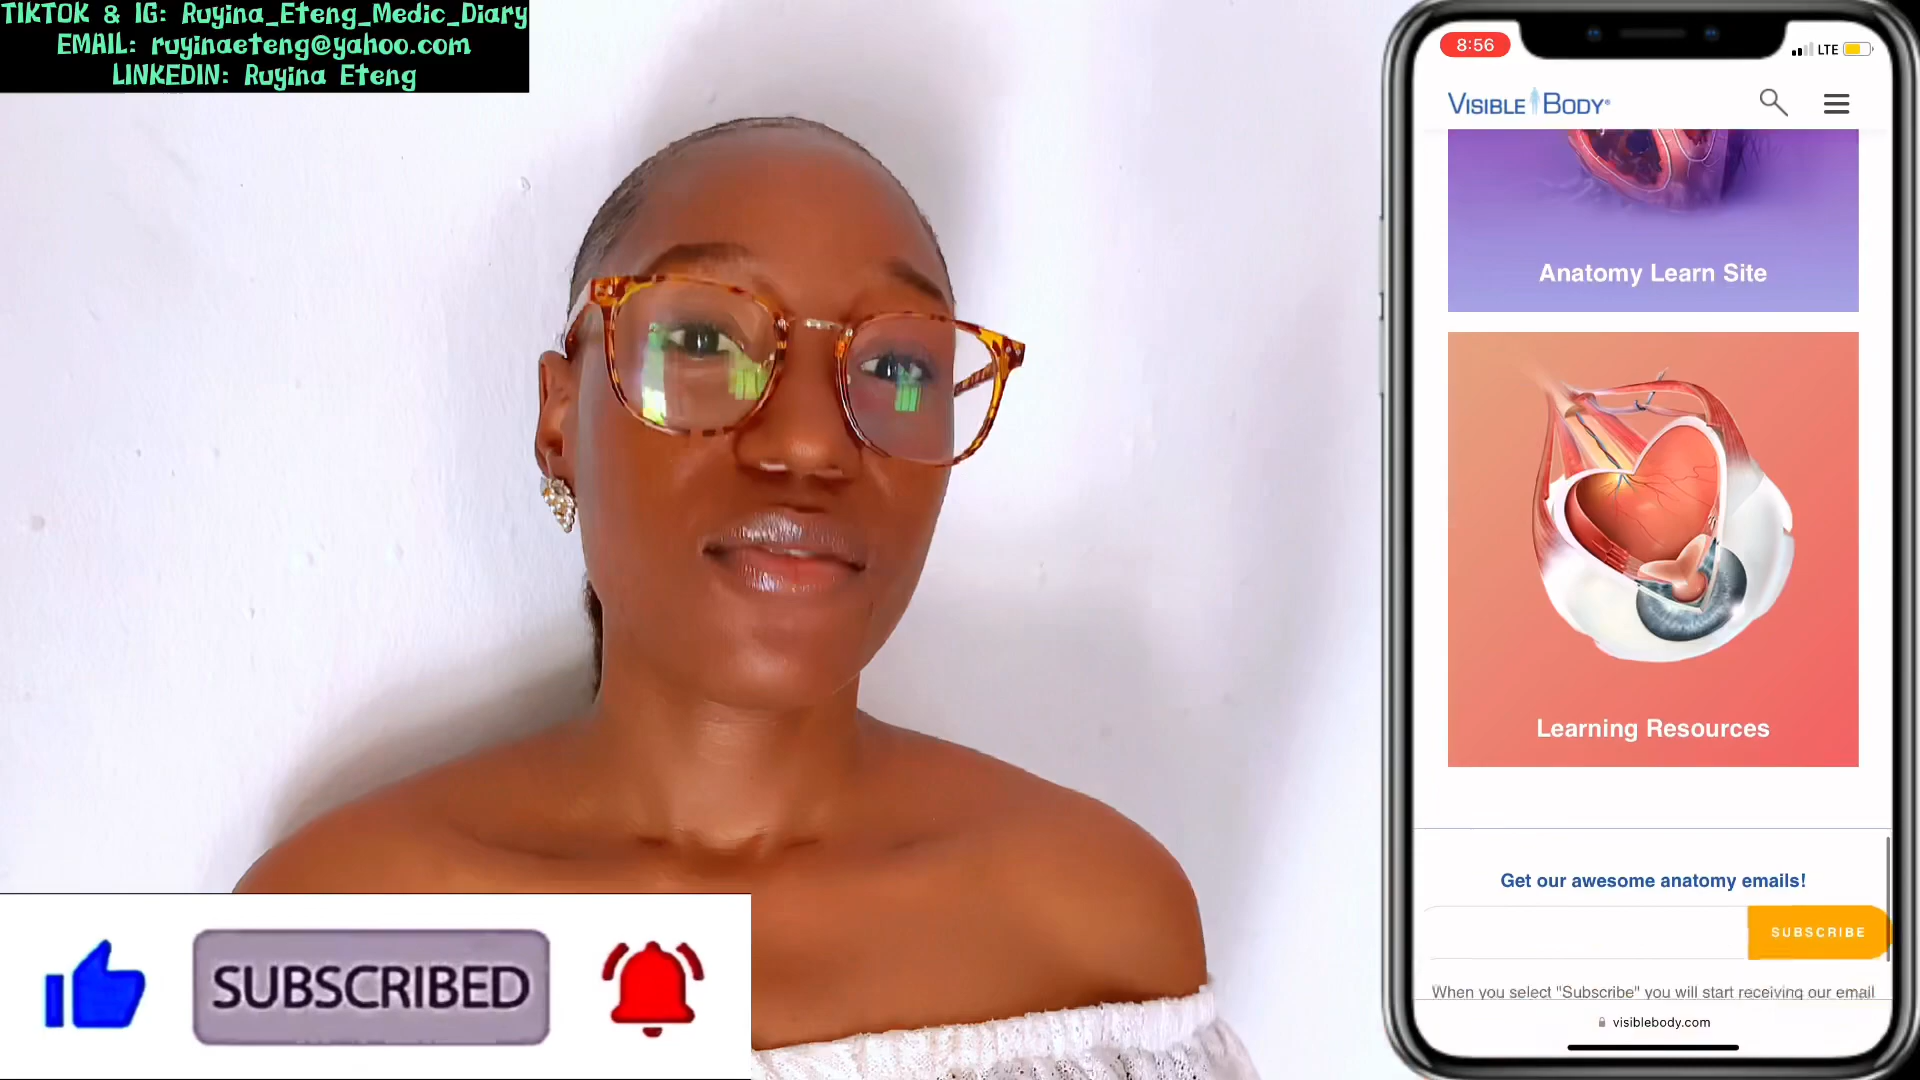 TIKTOK & IG: Ruyina_Eteng_Medic_Diary
EMAIL: ruyinaeteng@yahoo.com
LINKEDIN: Ruyina Eteng
8:56
LTE
VISIBLE BODY®
Anatomy Learn Site
Learning Resources
Get our awesome anatomy emails!
SUBSCRIBE
When you select "Subscribe" you will start receiving our email
visiblebody.com
SUBSCRIBED